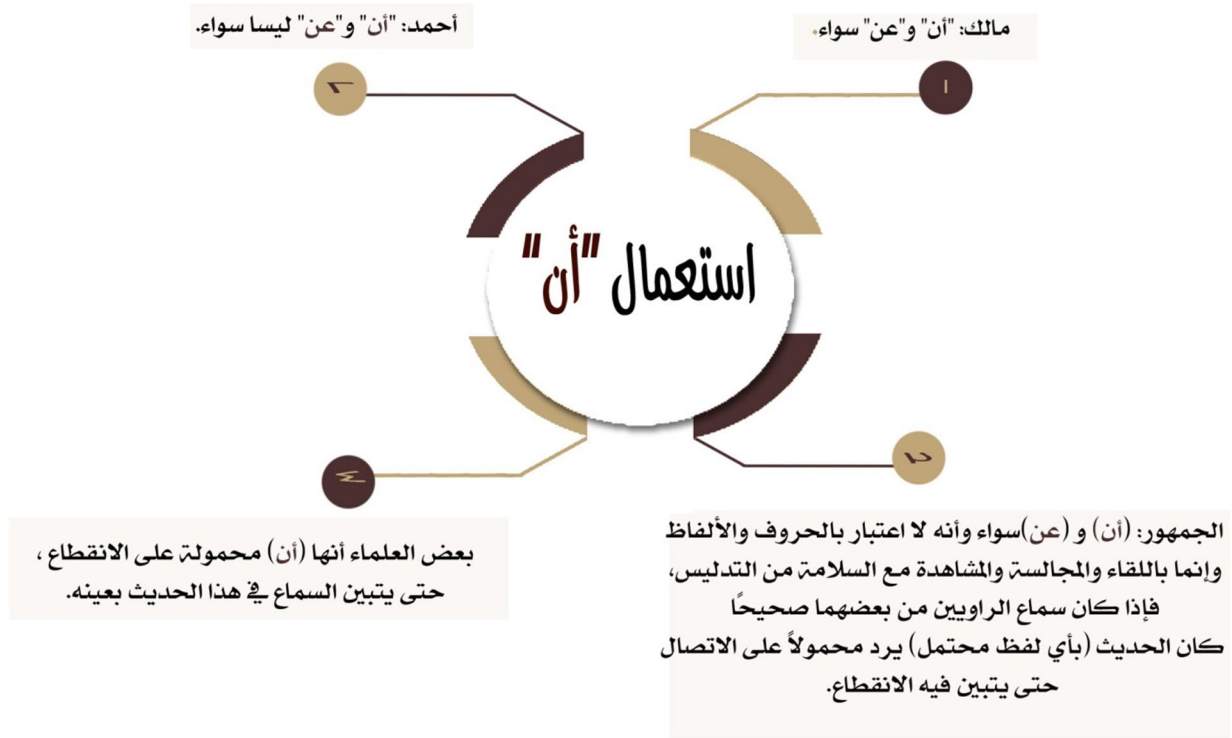 مالك: "أن" و"عن" سواء.
١
أحمد: "أن" و"عن" ليسا سواء.
استعمال "أن"
٢
الجمهور: (أن) و (عن)سواء وأنه لا اعتبار بالحروف والألفاظ
وإنما باللقاء والمجالسة والمشاهدة مع السلامة من التدليس،
فإذا كان سماع الراويين من بعضهما صحيحًا
كان الحديث (بأي لفظ محتمل) يرد محمولاً على الاتصال
حتى يتبين فيه الانقطاع.
بعض العلماء أنها (أن) محمولة على الانقطاع ،
حتى يتبين السماع في هذا الحديث بعينه.